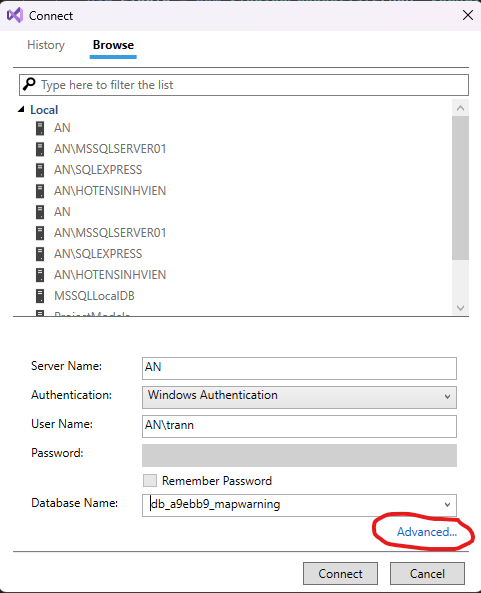 Connect
History Browse
Type here to filter the list
Local
AN
AN\MSSQLSERVER01
AN\SQLEXPRESS
AN\HOTENSINHVIEN
AN
AN\MSSQLSERVER01
AN\SQLEXPRESS
AN\HOTENSINHVIEN
MSSQLLocalDB
ProjectModels
Server Name: AN
Authentication: Windows Authentication
User Name: AN\trann
Password:
Remember Password
Database Name: db_a9ebb9_mapwarning
Advanced...
Connect Cancel